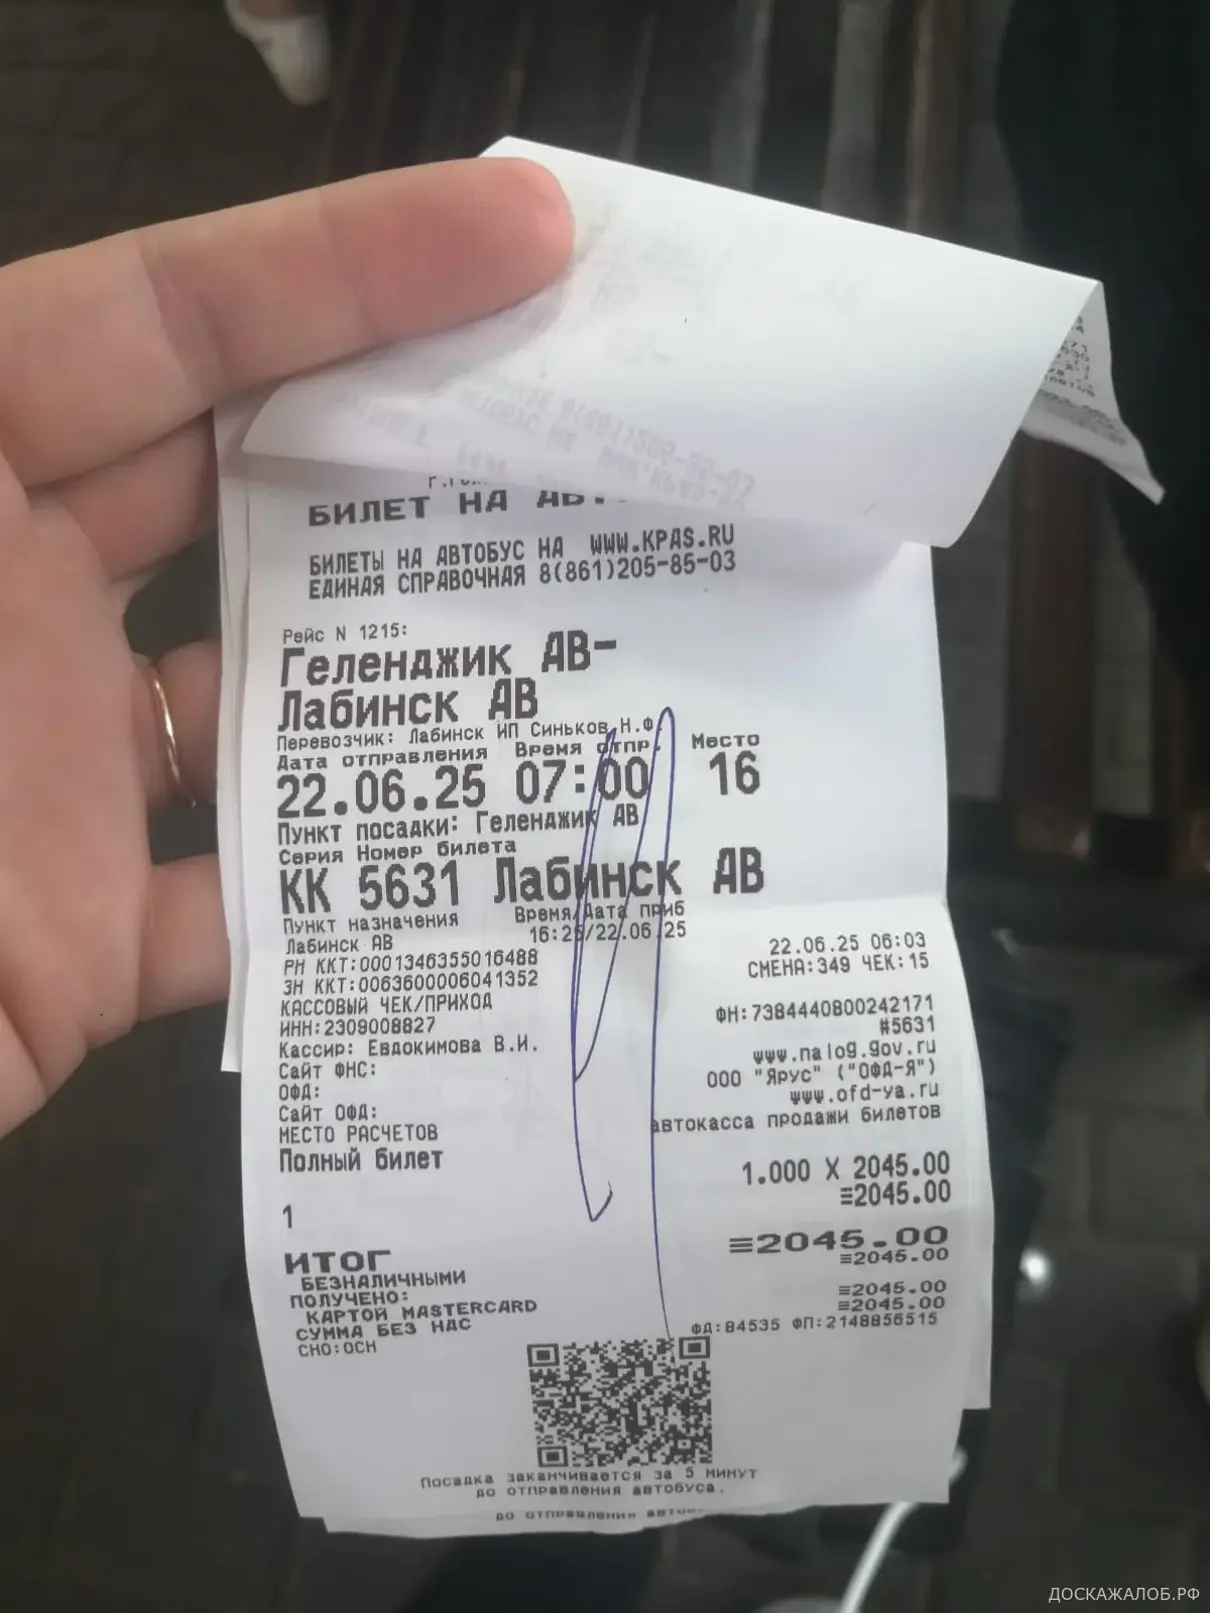 БИЛЕТ НА
БИЛЕТЫ НА АВТОБУС НА WWW.KPAS.RU
ЕДИНАЯ СПРАВОЧНАЯ 8(861)205-85-03
Рейс N 1215:
Геленджик АВ-
Лабинск АВ
Перевозчик: Лабинск ИП Синьков Н.Ф.
Дата отправления Время отпр. Место
22.06.25 07:00 16
Пункт посадки: Геленджик АВ
Серия Номер билета
КК 5631 Лабинск АВ
Пункт назначения Время/Дата приб
Лабинск АВ 16:25/22.06.25
22.06.25 06:03
РН ККТ:0001346355016488 СМЕНА:349 ЧЕК:15
ЗН ККТ:0063600006041352
КАССОВЫЙ ЧЕК/ПРИХОД ФН:7384440800242171
ИНН:2309008827 #5631
Кассир: Евдокимова В.И.
Сайт ФНС: www.nalog.gov.ru
ОФД: ООО "Ярус" ("ОФД-Я")
Сайт ОФД: www.ofd-ya.ru
МЕСТО РАСЧЕТОВ автокасса продажи билетов
Полный билет
1.000 X 2045.00
1 ≡2045.00
ИТОГ ≡2045.00
БЕЗНАЛИЧНЫМИ ≡2045.00
ПОЛУЧЕНО:
КАРТОЙ MASTERCARD ≡2045.00
СУММА БЕЗ НДС ≡2045.00
СНО:ОСН ФД:84535 ФП:2148856515
Посадка заканчивается за 5 минут
до отправления автобуса.
до отправления
ДОСКАЖАЛОБ.РФ